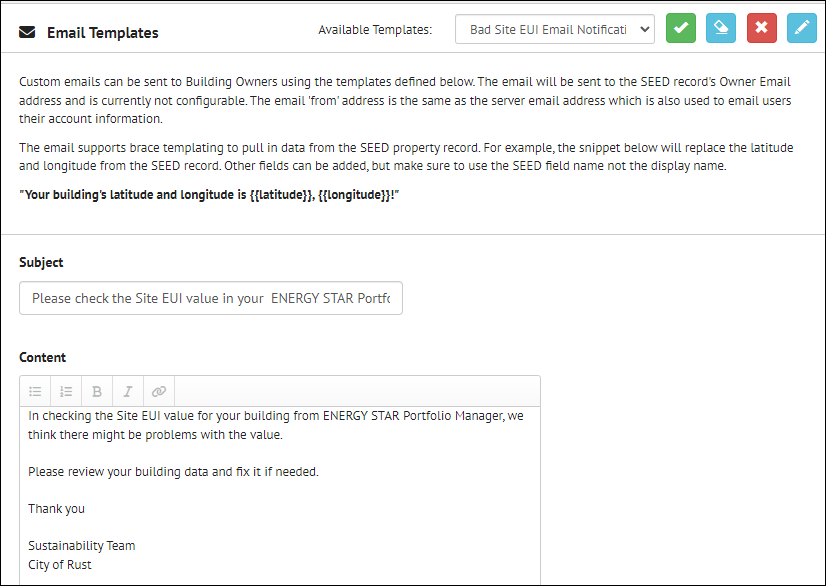 Email Templates
Available Templates:
Bad Site EUI Email Notificati
Custom emails can be sent to Building Owners using the templates defined below. The email will be sent to the SEED record's Owner Email
address and is currently not configurable. The email 'from' address is the same as the server email address which is also used to email users
their account information.
The email supports brace templating to pull in data from the SEED property record. For example, the snippet below will replace the latitude
and longitude from the SEED record. Other fields can be added, but make sure to use the SEED field name not the display name.
"Your building's latitude and longitude is {{latitude}}, {{longitude}}!"
Subject
Please check the Site EUI value in your  ENERGY STAR Portfo
Content
B I
In checking the Site EUI value for your building from ENERGY STAR Portfolio Manager, we
think there might be problems with the value.
Please review your building data and fix it if needed.
Thank you
Sustainability Team
City of Rust